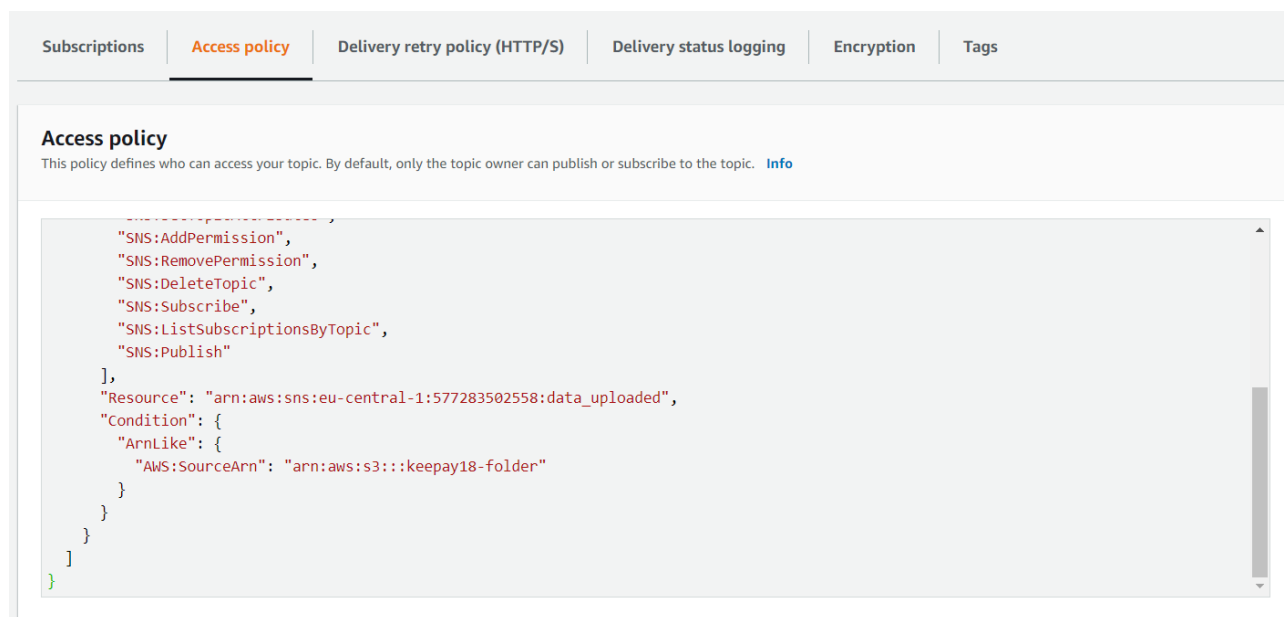 Subscriptions Access policy Delivery retry policy (HTTP/S) Delivery status logging Encryption Tags
Access policy
This policy defines who can access your topic. By default, only the topic owner can publish or subscribe to the topic. Info
"SNS:AddPermission",
"SNS:RemovePermission",
"SNS:DeleteTopic",
"SNS:Subscribe",
"SNS:ListSubscriptionsByTopic",
"SNS:Publish"
],
"Resource": "arn:aws:sns:eu-central-1:577283502558:data_uploaded",
"Condition": {
"ArnLike": {
"AWS:SourceArn": "arn:aws:s3:::keepay18-folder"
}
}
}
]
}